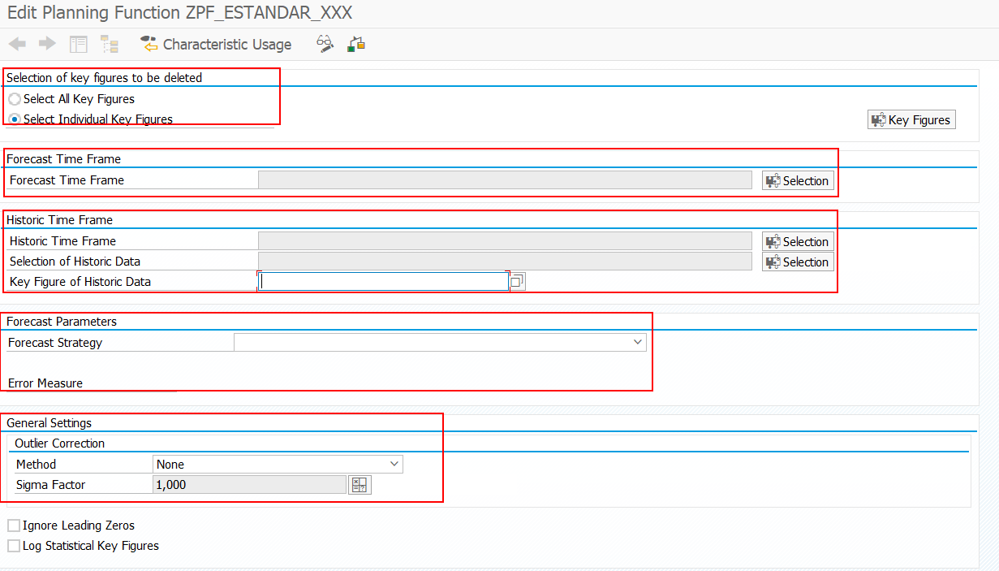 Edit Planning Function ZPF_ESTANDAR_XXX
Characteristic Usage
Selection of key figures to be deleted
Select All Key Figures
Select Individual Key Figures
Key Figures
Forecast Time Frame
Forecast Time Frame
Selection
Historic Time Frame
Historic Time Frame
Selection
Selection of Historic Data
Selection
Key Figure of Historic Data
Forecast Parameters
Forecast Strategy
Error Measure
General Settings
Outlier Correction
Method None
Sigma Factor 1,000
Ignore Leading Zeros
Log Statistical Key Figures